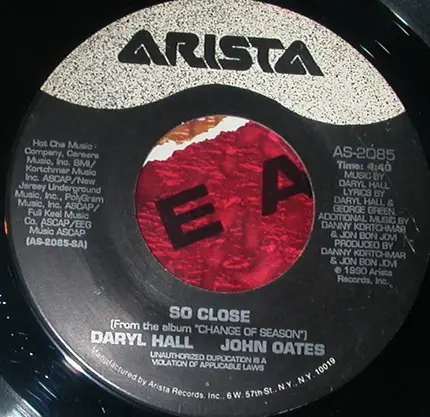 ARISTA
Hot Cha Music
Company, Careers
Music, Inc. BMI/
Kortchmar Music
Inc. ASCAP/New
Jersey Underground
Music, Inc., PolyGram
Music, Inc. ASCAP/
Full Keel Music
Co. ASCAP/EEG
Music ASCAP
(AS-2085-SA)
AS-2085
Time: 4:40
MUSIC BY
DARYL HALL
LYRICS BY
DARYL HALL &
GEORGE GREEN
ADDITIONAL MUSIC BY
DANNY KORTCHMAR
& JON BON JOVI
PRODUCED BY
DANNY KORTCHMAR
& JON BON JOVI
℗ 1990 Arista
Records, Inc.
E A
SO CLOSE
(From the album "CHANGE OF SEASON")
DARYL HALL JOHN OATES
UNAUTHORIZED DUPLICATION IS A
VIOLATION OF APPLICABLE LAWS
Manufactured by Arista Records, Inc., 6 W. 57th St., N.Y., N.Y. 10019